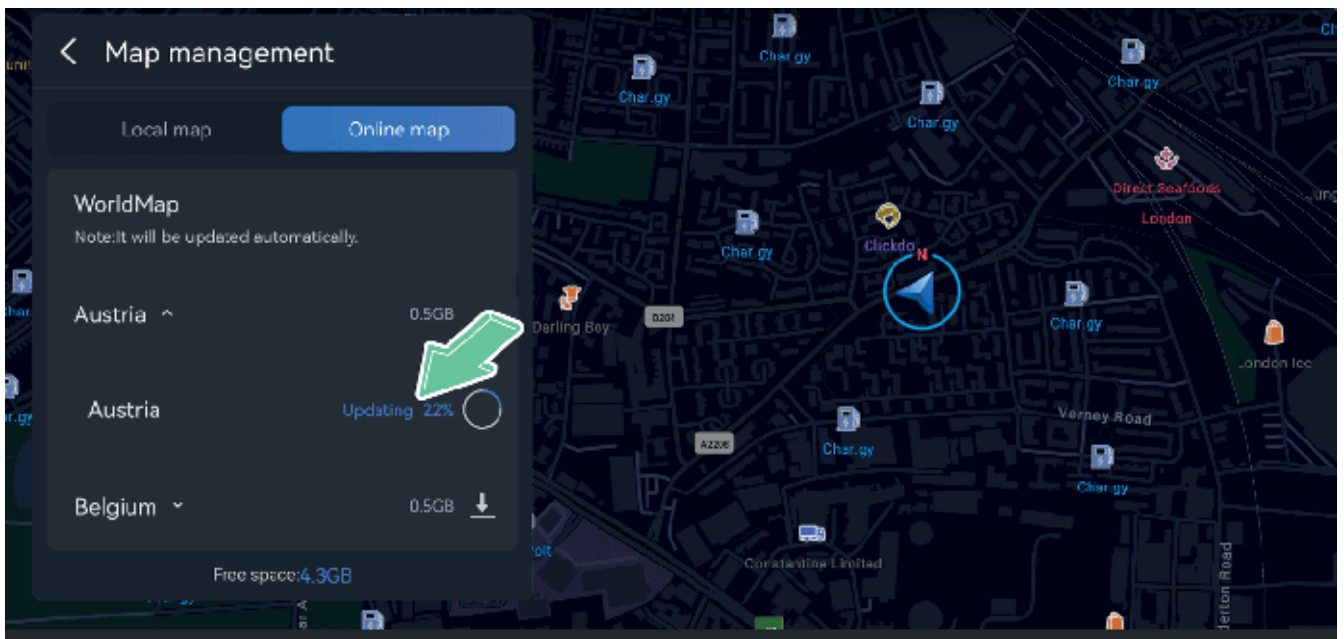 Map management
Local map
Online map
WorldMap
Note:It will be updated automatically.
Austria
0.5GB
Austria
Updating 22%
Belgium
0.5GB
Free space:4.3GB
Char.gy
Char.gy
Char.gy
Char.gy
Direct Seafoods
London
Char.gy
Clickdo
N
Darling Boy
B204
Char.gy
London Ice
Verney Road
A2206
Char.gy
Char.gy
Constantine Limited